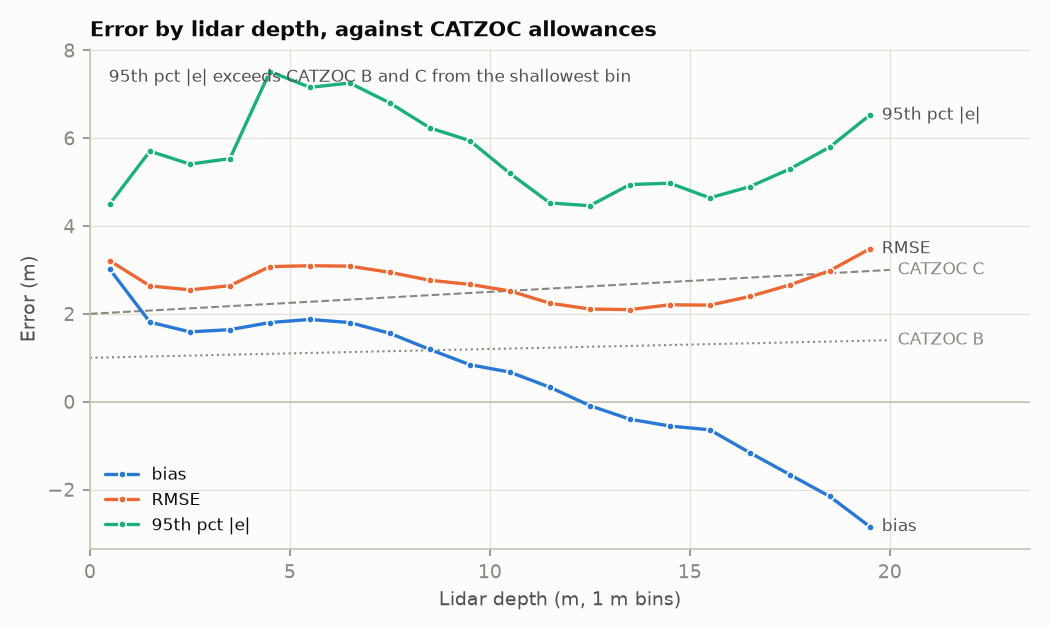 Error by lidar depth, against CATZOC allowances
95th pct |e| exceeds CATZOC B and C from the shallowest bin
8
6
4
2
0
−2
Error (m)
95th pct |e|
RMSE
CATZOC C
CATZOC B
bias
bias
RMSE
95th pct |e|
0
5
10
15
20
Lidar depth (m, 1 m bins)